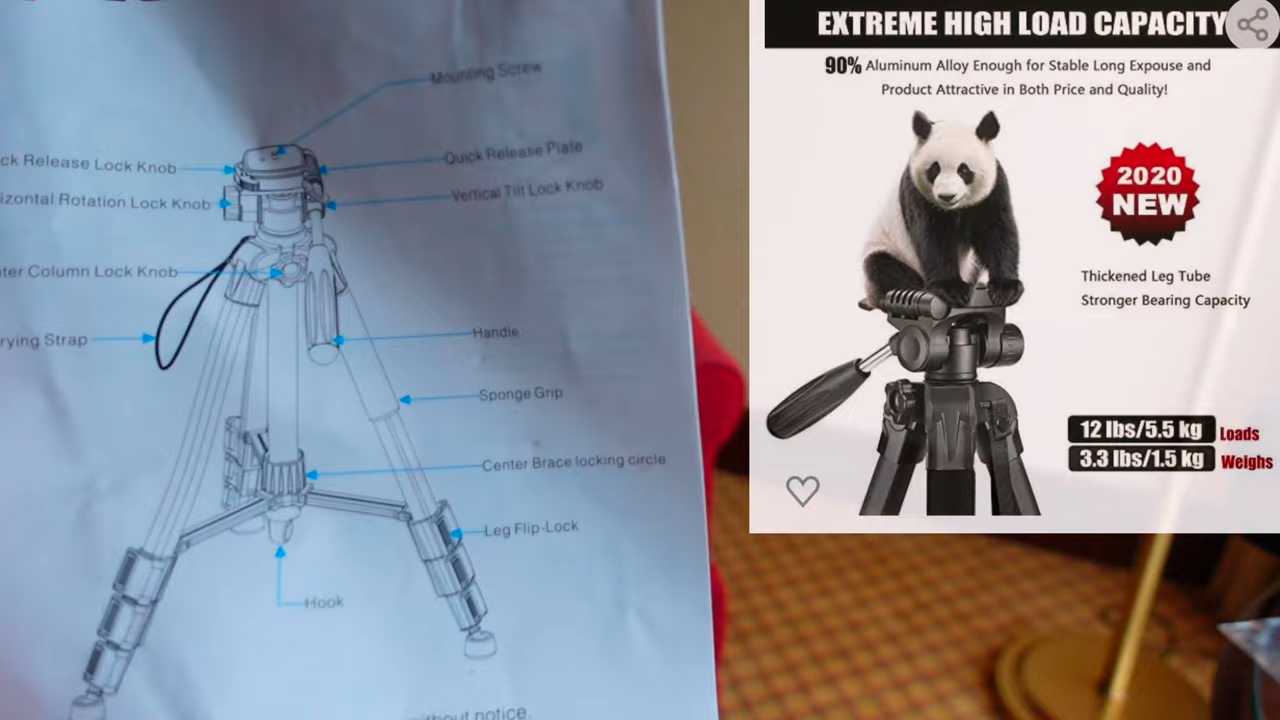 Mounting Screw
ck Release Lock Knob
Quick Release Plate
izontal Rotation Lock Knob
Vertical Tilt Lock Knob
nter Column Lock Knob
rying Strap
Handle
Sponge Grip
Center Brace locking circle
Leg Flip-Lock
Hook
without notice.
EXTREME HIGH LOAD CAPACITY
90% Aluminum Alloy Enough for Stable Long Expouse and
Product Attractive in Both Price and Quality!
2020
NEW
Thickened Leg Tube
Stronger Bearing Capacity
12 lbs/5.5 kg Loads
3.3 lbs/1.5 kg Weighs